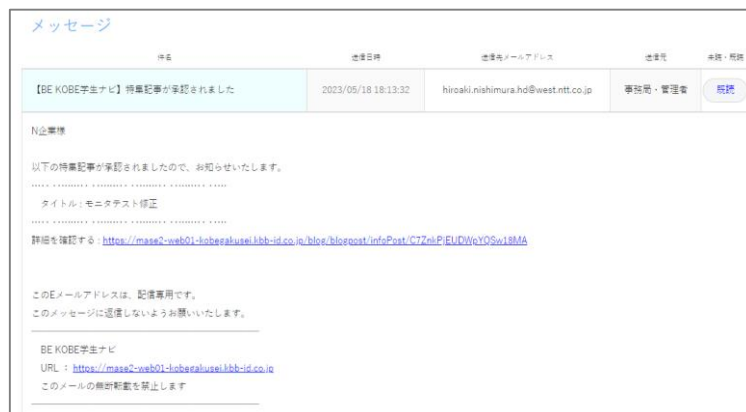 メッセージ
件名 送信日時 送信先メールアドレス 送信元 未読・既読
【BE KOBE学生ナビ】特集記事が承認されました 2023/05/18 18:13:32 hiroaki.nishimura.hd@west.ntt.co.jp 事務局・管理者 既読
N企業様
以下の特集記事が承認されましたので、お知らせいたします。
タイトル：モニタテスト修正
詳細を確認する：https://mase2-web01-kobegakusei.kbb-id.co.jp/blog/blogpost/infoPost/C7ZnkPjEUDWpYQSw18MA
このEメールアドレスは、配信専用です。
このメッセージに返信しないようお願いいたします。
BE KOBE学生ナビ
URL ： https://mase2-web01-kobegakusei.kbb-id.co.jp
このメールの無断転載を禁止します